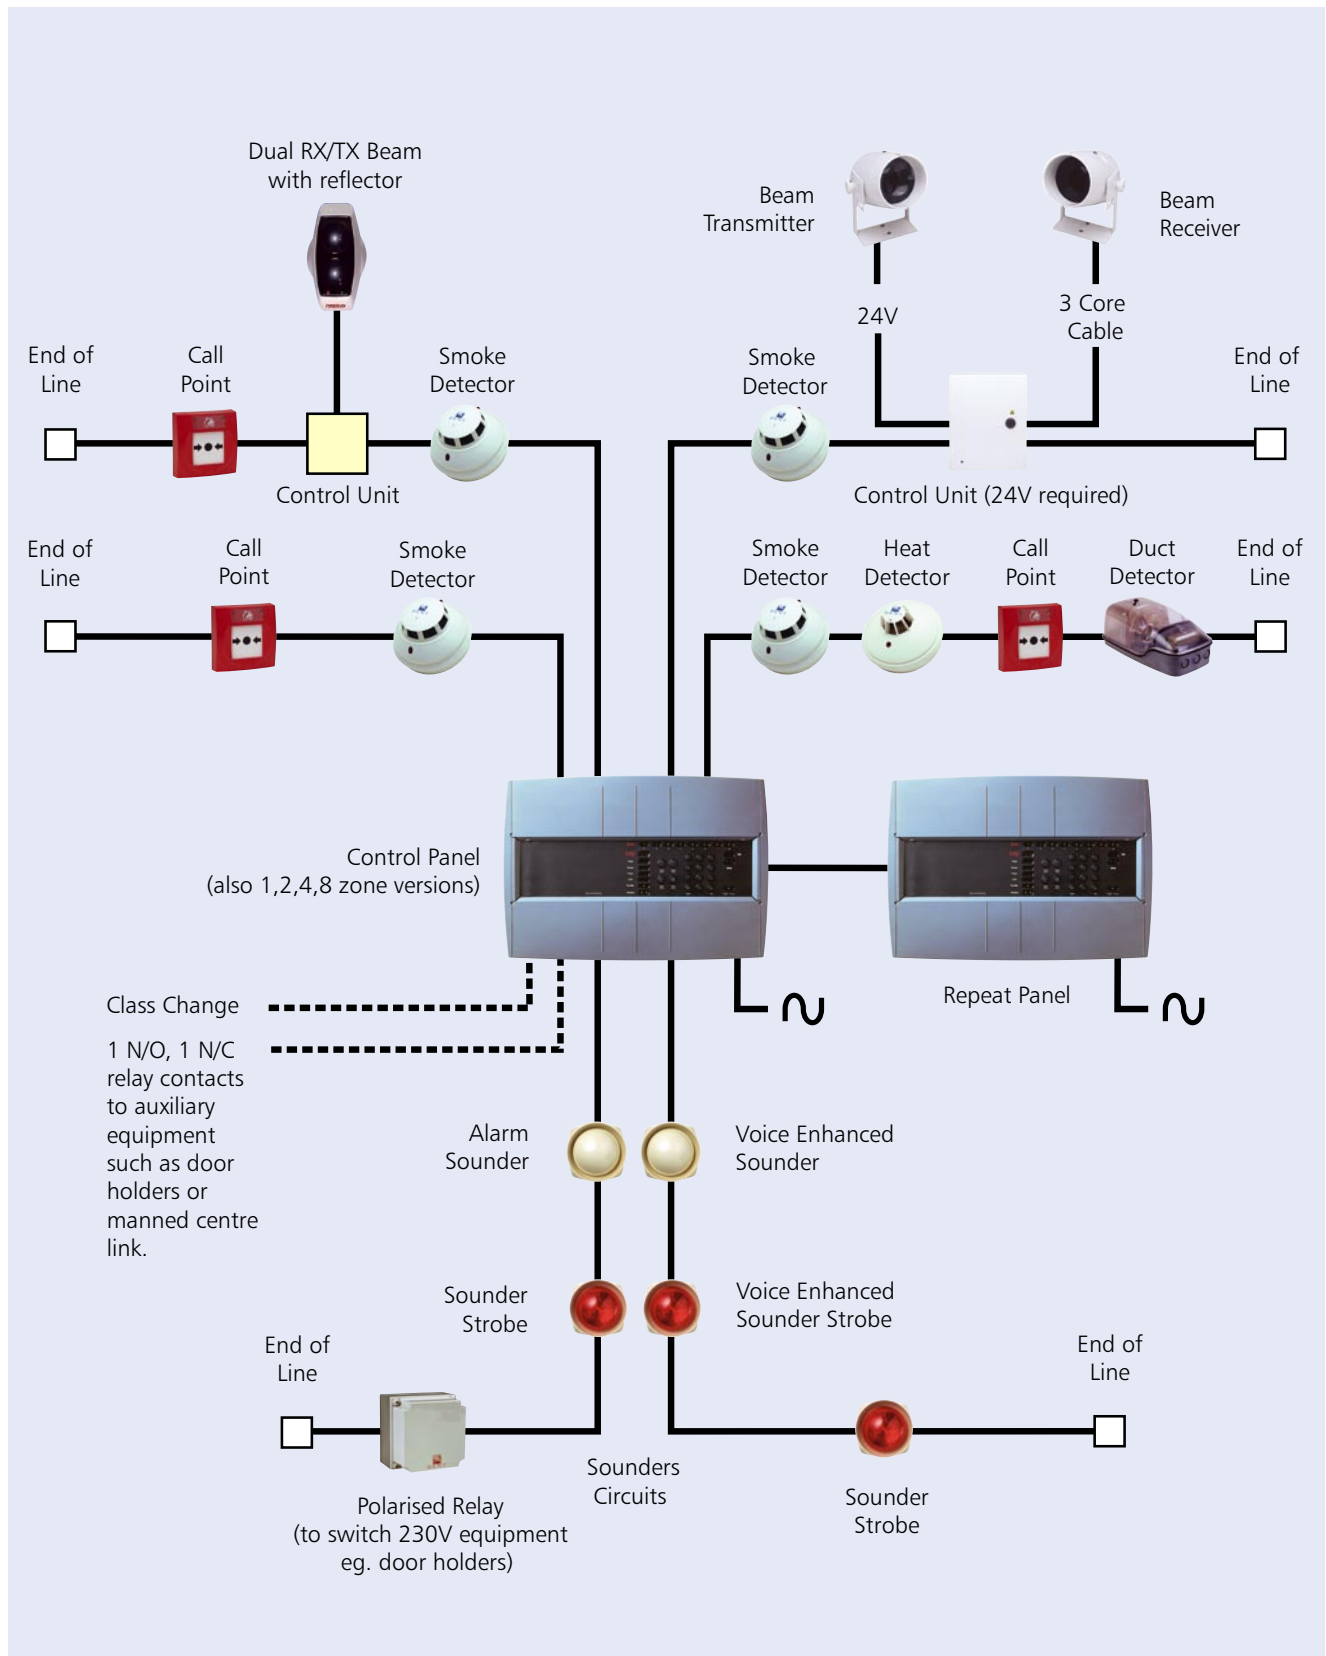 Dual RX/TX Beam
with reflector
Beam
Transmitter
Beam
Receiver
24V
3 Core
Cable
End of
Line
Call
Point
Smoke
Detector
Smoke
Detector
End of
Line
Control Unit
Control Unit (24V required)
End of
Line
Call
Point
Smoke
Detector
Smoke
Detector
Heat
Detector
Call
Point
Duct
Detector
End of
Line
Control Panel
(also 1,2,4,8 zone versions)
Repeat Panel
Class Change
1 N/O, 1 N/C
relay contacts
to auxiliary
equipment
such as door
holders or
manned centre
link.
Alarm
Sounder
Voice Enhanced
Sounder
Sounder
Strobe
Voice Enhanced
Sounder Strobe
End of
Line
End of
Line
Sounders
Circuits
Polarised Relay
(to switch 230V equipment
eg. door holders)
Sounder
Strobe